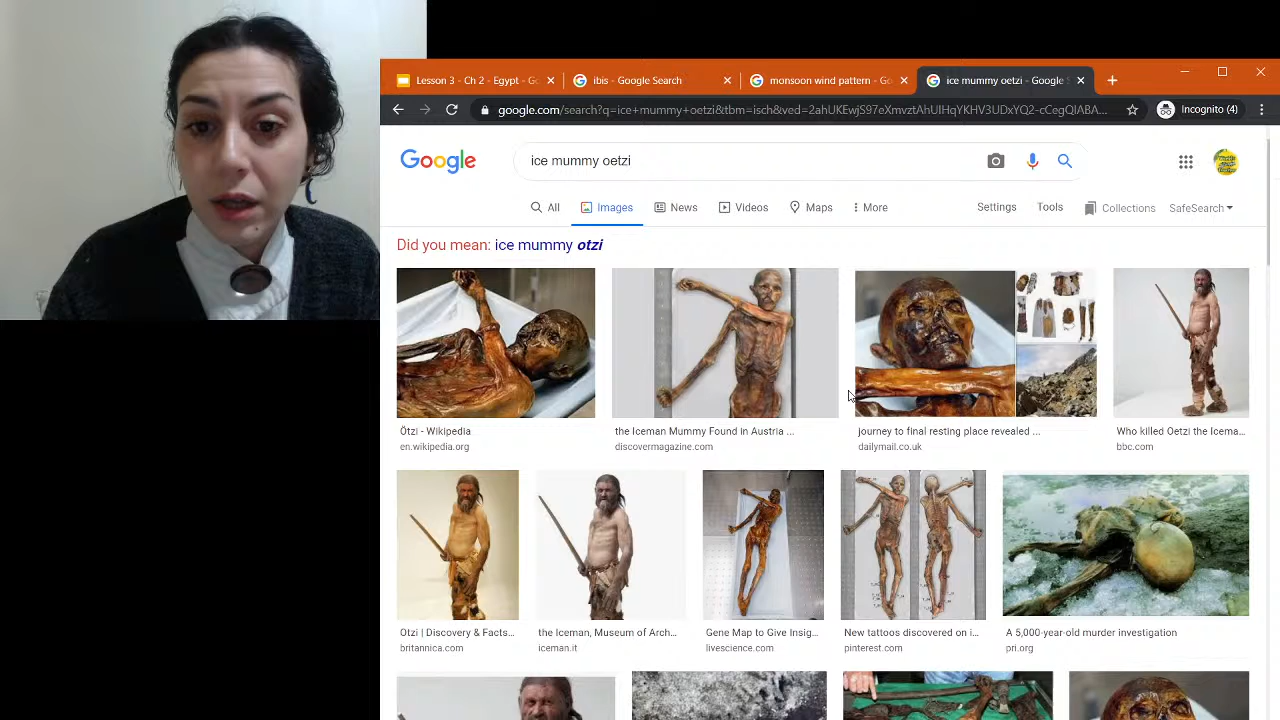 Lesson 3 - Ch 2 - Egypt - G
ibis - Google Search
monsoon wind pattern - Go
ice mummy oetzi - Google S
google.com/search?q=ice+mummy+oetzi&tbm=isch&ved=2ahUKEwjS97eXmvztAhUIHqYKHV3UDxYQ2-cCegQIABA...
Incognito (4)
Google
ice mummy oetzi
All
Images
News
Videos
Maps
More
Settings
Tools
Collections
SafeSearch
Did you mean: ice mummy otzi
Ötzi - Wikipedia
en.wikipedia.org
the Iceman Mummy Found in Austria ...
discovermagazine.com
journey to final resting place revealed ...
dailymail.co.uk
Who killed Oetzi the Icema...
bbc.com
Otzi | Discovery & Facts...
britannica.com
the Iceman, Museum of Arch...
iceman.it
Gene Map to Give Insig...
livescience.com
New tattoos discovered on i...
pinterest.com
A 5,000-year-old murder investigation
pri.org